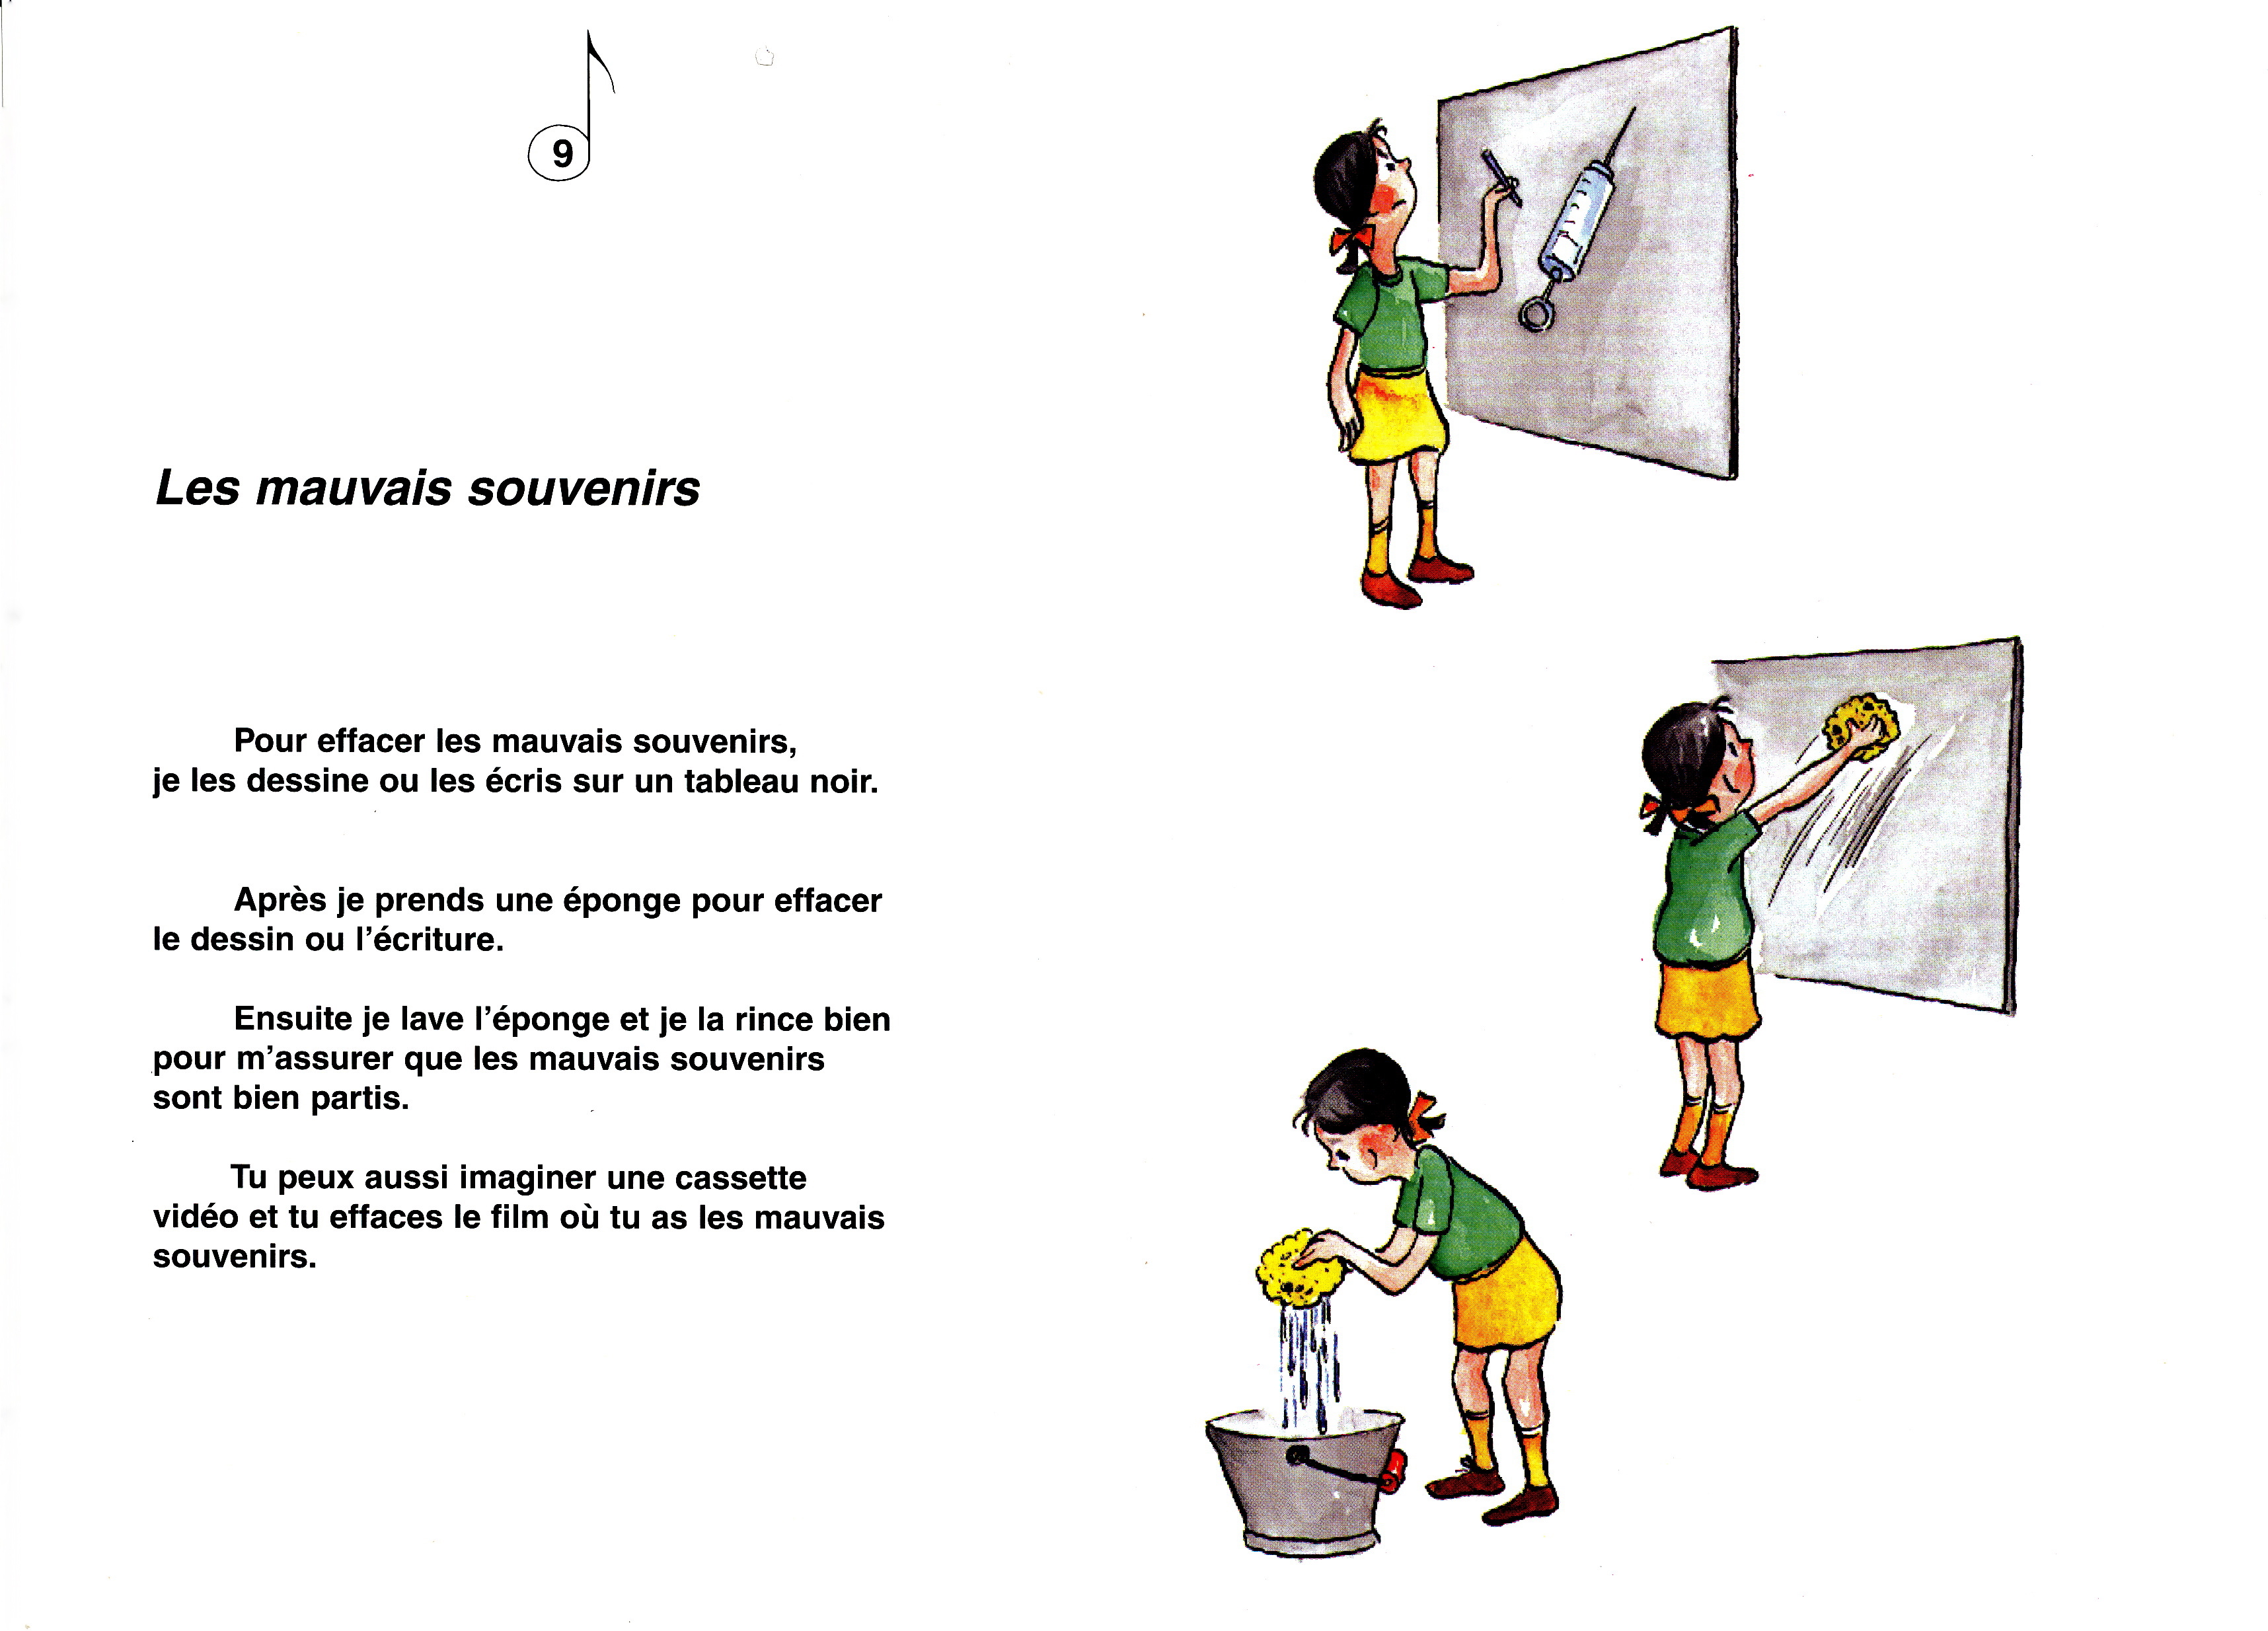 9
Les mauvais souvenirs
Pour effacer les mauvais souvenirs,
je les dessine ou les écris sur un tableau noir.
Après je prends une éponge pour effacer
le dessin ou l'écriture.
Ensuite je lave l'éponge et je la rince bien
pour m'assurer que les mauvais souvenirs
sont bien partis.
Tu peux aussi imaginer une cassette
vidéo et tu effaces le film où tu as les mauvais
souvenirs.